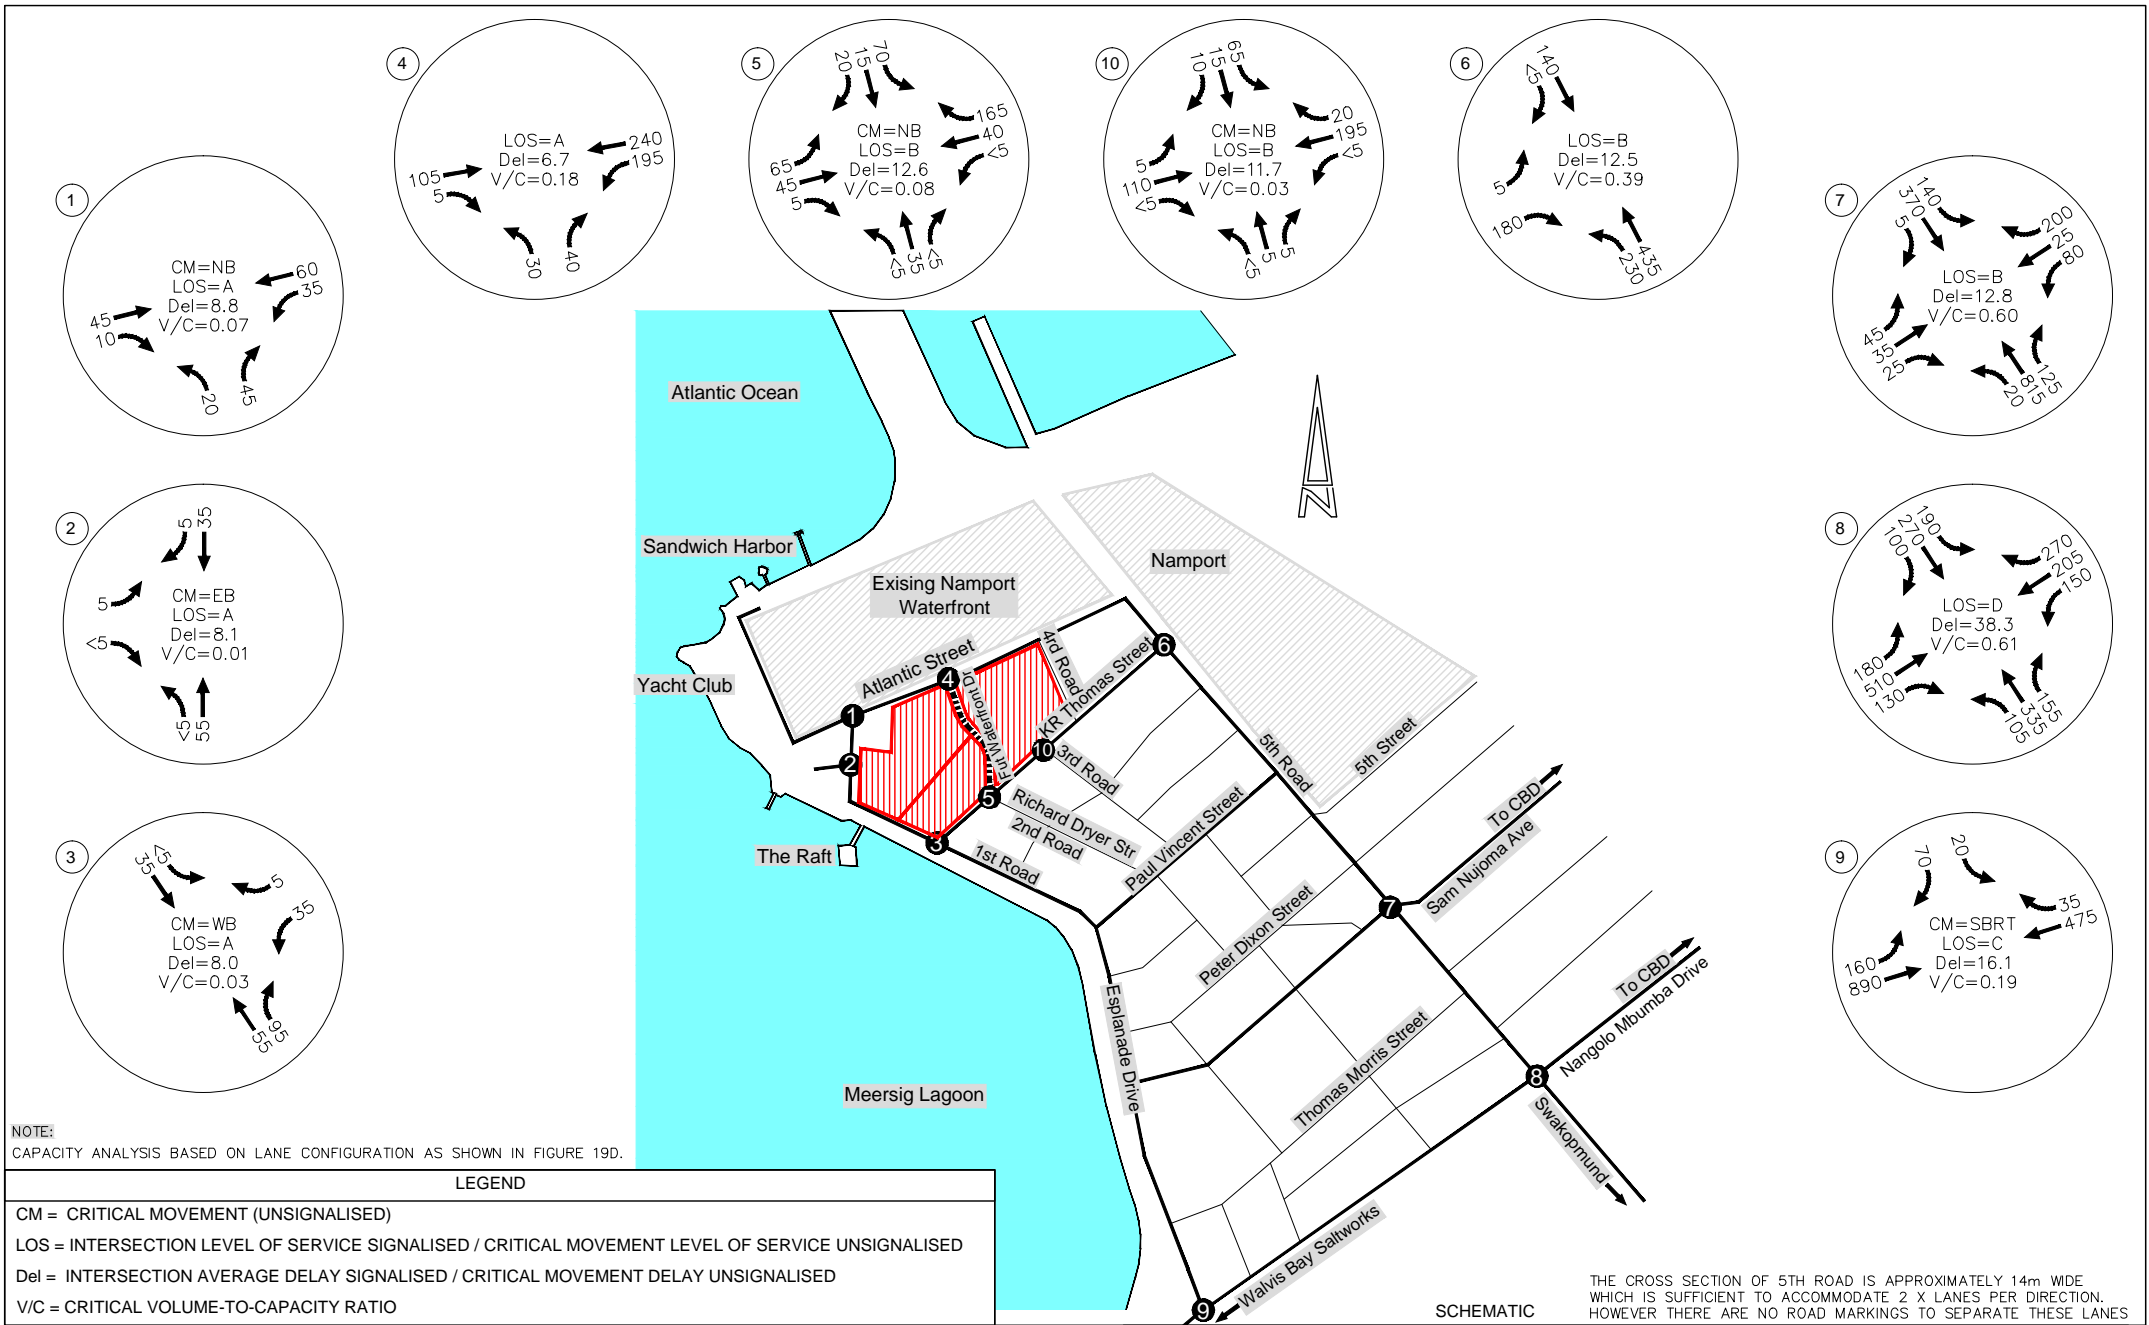 4
5
10
6
140
<5
LOS=B
Del=12.5
V/C=0.39
5
180
435
230
LOS=A
Del=6.7
V/C=0.18
240
195
105
5
30
40
20
15
70
CM=NB
LOS=B
Del=12.6
V/C=0.08
165
40
<5
65
45
5
<5
35
<5
10
15
65
CM=NB
LOS=B
Del=11.7
V/C=0.03
20
195
<5
5
110
<5
<5
5
5
1
CM=NB
LOS=A
Del=8.8
V/C=0.07
60
35
45
10
20
45
7
140
370
5
200
25
80
LOS=B
Del=12.8
V/C=0.60
45
35
25
125
815
20
2
5
35
CM=EB
LOS=A
Del=8.1
V/C=0.01
5
<5
<5
55
8
190
270
100
270
205
150
LOS=D
Del=38.3
V/C=0.61
180
510
130
155
335
105
3
<5
35
5
35
CM=WB
LOS=A
Del=8.0
V/C=0.03
95
55
9
70
20
35
475
CM=SBRT
LOS=C
Del=16.1
V/C=0.19
160
890
Atlantic Ocean
N
Sandwich Harbor
Namport
Exising Namport
Waterfront
Atlantic Street
4rd Road
KR Thomas Street
6
Yacht Club
4
Fut Waterfront Dr
1
10
3rd Road
5th Road
5th Street
2
5
Richard Dryer Str
2nd Road
Paul Vincent Street
To CBD
Sam Nujoma Ave
The Raft
3
1st Road
7
Peter Dixon Street
To CBD
Nangolo Mbumba Drive
Esplanade Drive
Thomas Morris Street
8
Swakopmund
Meersig Lagoon
Walvis Bay Saltworks
9
NOTE:
CAPACITY ANALYSIS BASED ON LANE CONFIGURATION AS SHOWN IN FIGURE 19D.
LEGEND
CM = CRITICAL MOVEMENT (UNSIGNALISED)
LOS = INTERSECTION LEVEL OF SERVICE SIGNALISED / CRITICAL MOVEMENT LEVEL OF SERVICE UNSIGNALISED
Del = INTERSECTION AVERAGE DELAY SIGNALISED / CRITICAL MOVEMENT DELAY UNSIGNALISED
V/C = CRITICAL VOLUME-TO-CAPACITY RATIO
SCHEMATIC
THE CROSS SECTION OF 5TH ROAD IS APPROXIMATELY 14m WIDE
WHICH IS SUFFICIENT TO ACCOMMODATE 2 X LANES PER DIRECTION.
HOWEVER THERE ARE NO ROAD MARKINGS TO SEPARATE THESE LANES